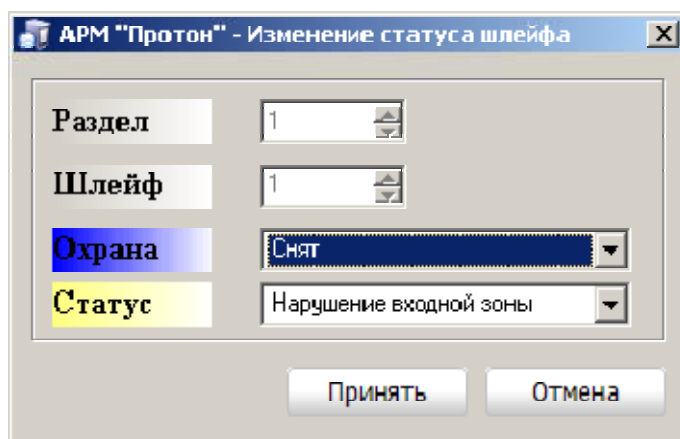 АРМ "Протон" - Изменение статуса шлейфа
Раздел 1
Шлейф 1
Охрана Снят
Статус Нарушение входной зоны
Принять Отмена